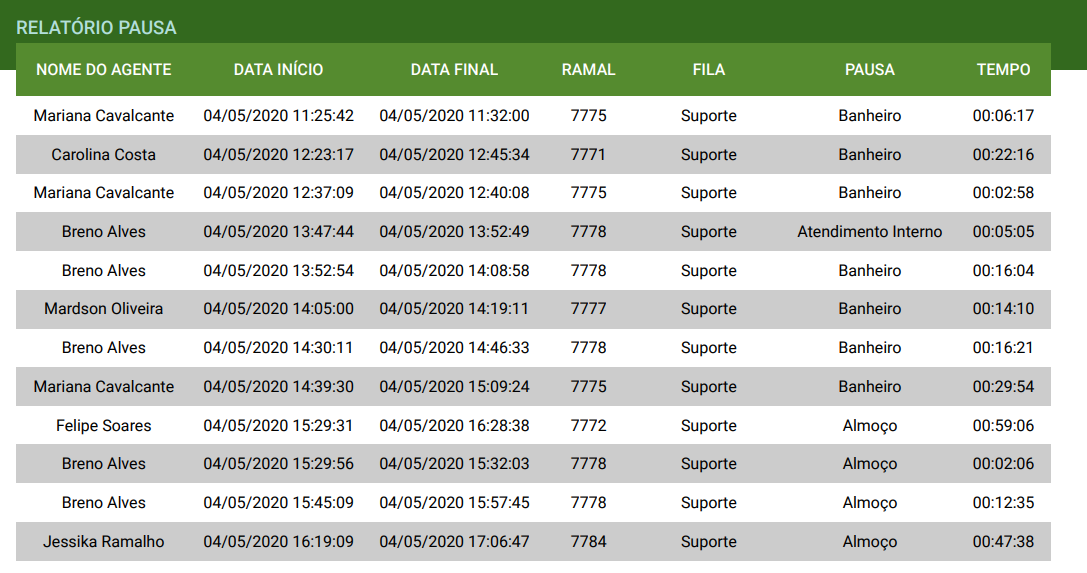 RELATÓRIO PAUSA
NOME DO AGENTE DATA INÍCIO DATA FINAL RAMAL FILA PAUSA TEMPO
Mariana Cavalcante 04/05/2020 11:25:42 04/05/2020 11:32:00 7775 Suporte Banheiro 00:06:17
Carolina Costa 04/05/2020 12:23:17 04/05/2020 12:45:34 7771 Suporte Banheiro 00:22:16
Mariana Cavalcante 04/05/2020 12:37:09 04/05/2020 12:40:08 7775 Suporte Banheiro 00:02:58
Breno Alves 04/05/2020 13:47:44 04/05/2020 13:52:49 7778 Suporte Atendimento Interno 00:05:05
Breno Alves 04/05/2020 13:52:54 04/05/2020 14:08:58 7778 Suporte Banheiro 00:16:04
Mardson Oliveira 04/05/2020 14:05:00 04/05/2020 14:19:11 7777 Suporte Banheiro 00:14:10
Breno Alves 04/05/2020 14:30:11 04/05/2020 14:46:33 7778 Suporte Banheiro 00:16:21
Mariana Cavalcante 04/05/2020 14:39:30 04/05/2020 15:09:24 7775 Suporte Banheiro 00:29:54
Felipe Soares 04/05/2020 15:29:31 04/05/2020 16:28:38 7772 Suporte Almoço 00:59:06
Breno Alves 04/05/2020 15:29:56 04/05/2020 15:32:03 7778 Suporte Almoço 00:02:06
Breno Alves 04/05/2020 15:45:09 04/05/2020 15:57:45 7778 Suporte Almoço 00:12:35
Jessika Ramalho 04/05/2020 16:19:09 04/05/2020 17:06:47 7784 Suporte Almoço 00:47:38